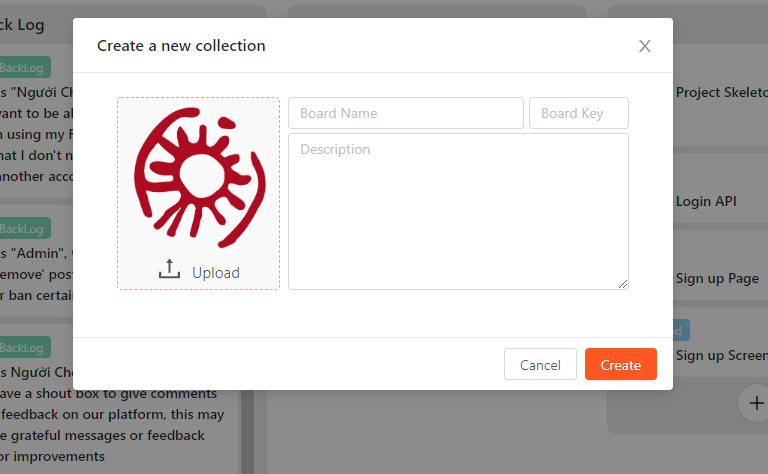 ck Log
Create a new collection
BackLog
s "Người Ch
vant to be al
n using my F
hat I don't n
another acco
Board Name
Board Key
Description
Upload
BackLog
s "Admin", v
emove' post
r ban certai
BackLog
s Người Ch
ave a shout box to give comments
feedback on our platform, this may
e grateful messages or feedback
or improvements
Cancel
Create
Project Skeleto
Login API
Sign up Page
nd
Sign up Screen